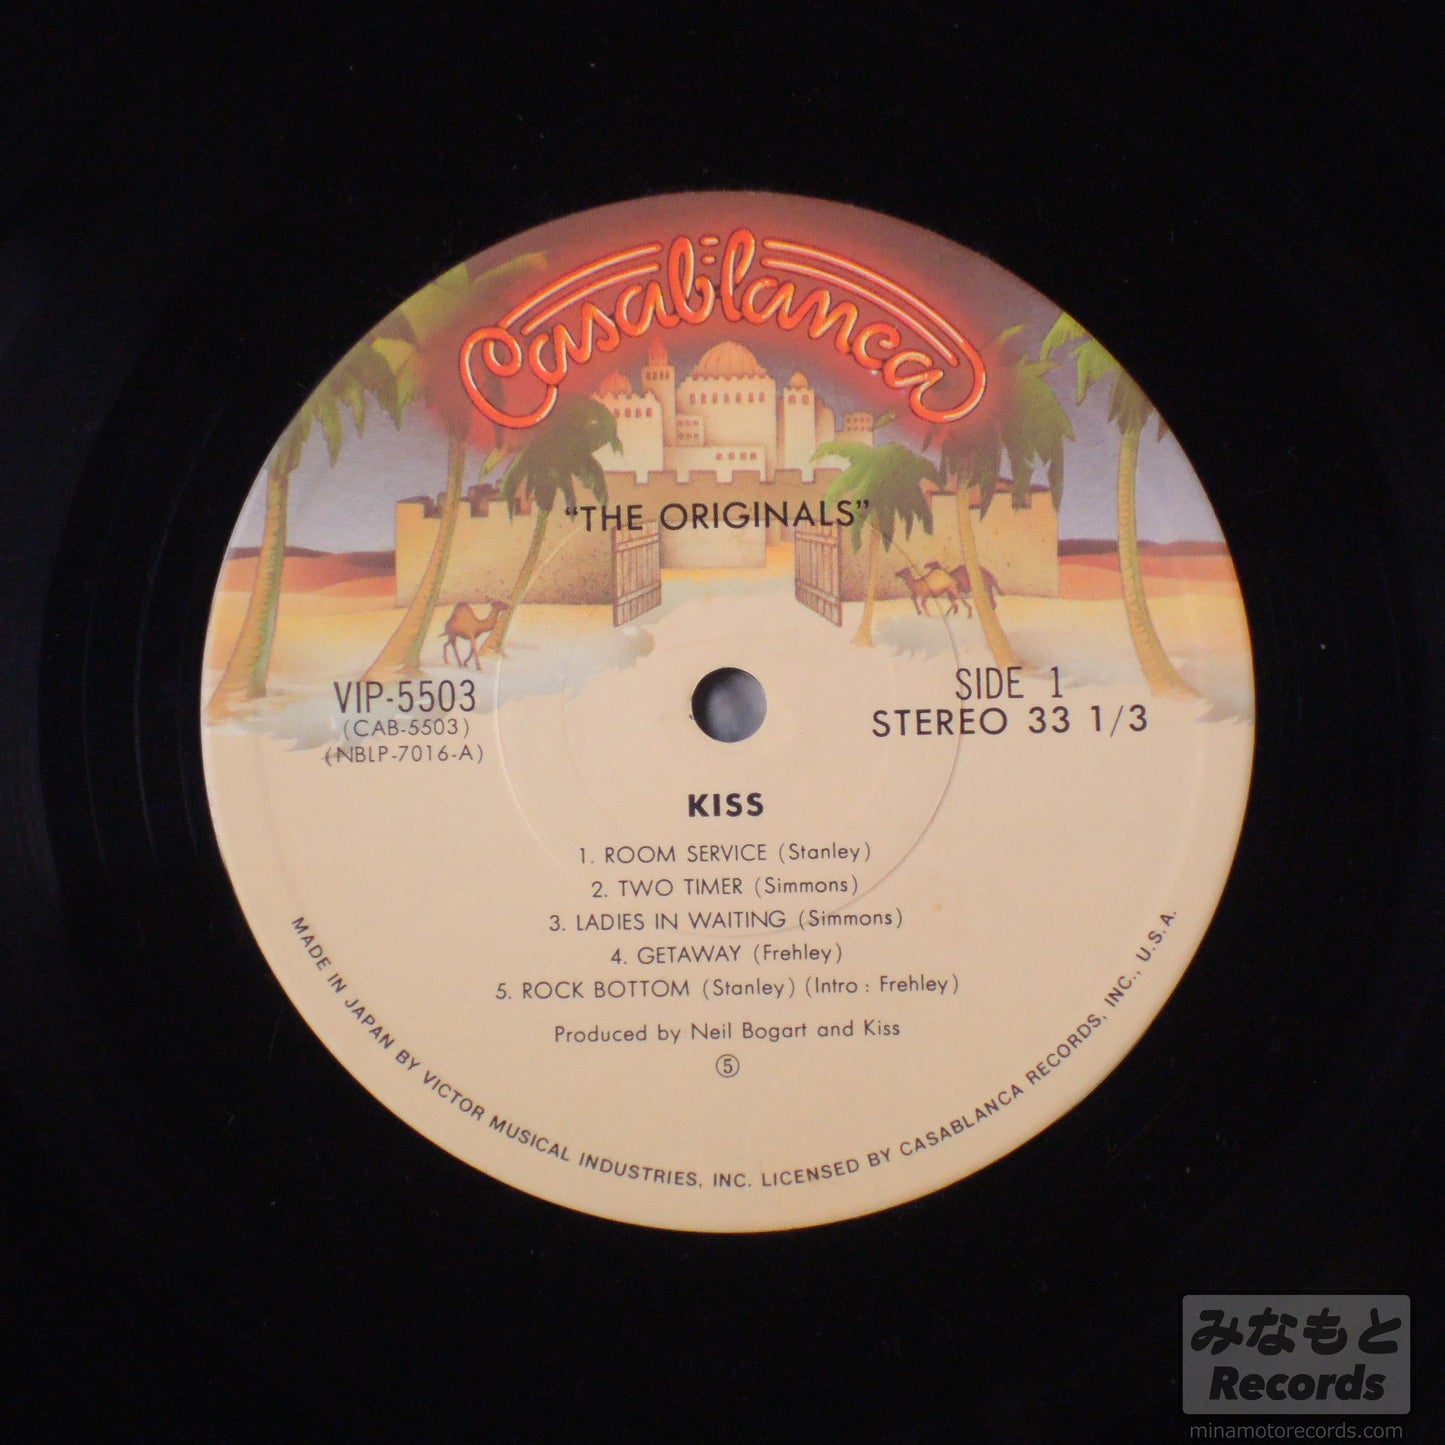 Casablanca
"THE ORIGINALS"
VIP-5503
(CAB-5503)
(NBLP-7016-A)
SIDE 1
STEREO 33 1/3
KISS
1. ROOM SERVICE (Stanley)
2. TWO TIMER (Simmons)
3. LADIES IN WAITING (Simmons)
4. GETAWAY (Frehley)
5. ROCK BOTTOM (Stanley) (Intro : Frehley)
Produced by Neil Bogart and Kiss
⑤
MADE IN JAPAN BY VICTOR MUSICAL INDUSTRIES, INC. LICENSED BY CASABLANCA RECORDS, INC., U.S.A.
みなもと
Records
minamotorecords.com